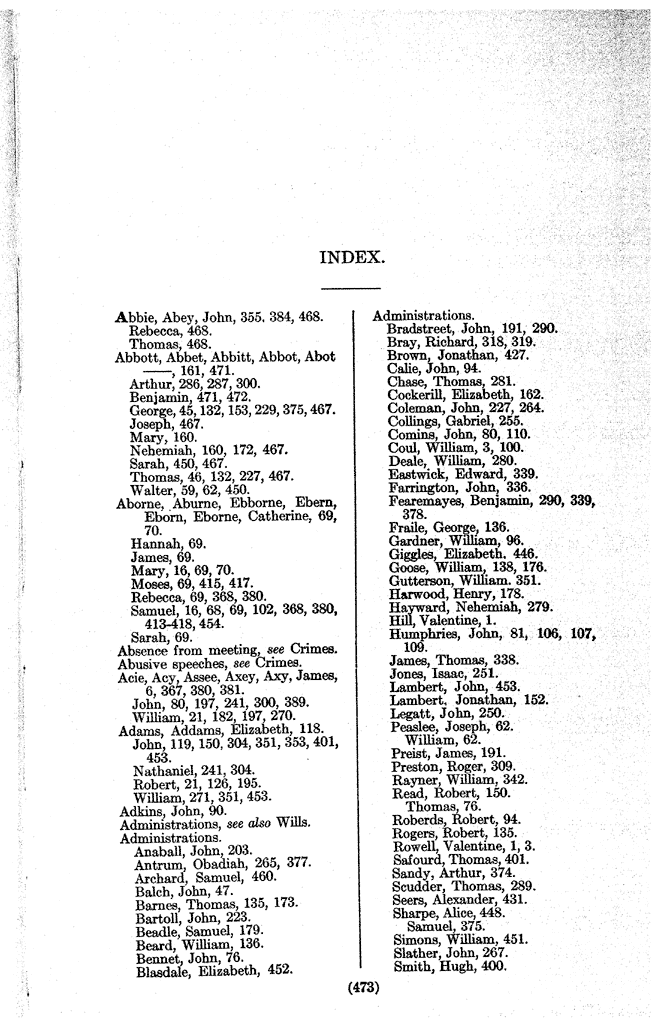 INDEX.
Abbie, Abey, John, 355. 384, 468.
Rebecca, 468.
Thomas, 468.
Abbott, Abbet, Abbitt, Abbot, Abot
——, 161, 471.
Arthur, 286, 287, 300.
Benjamin, 471, 472.
George, 45, 132, 153, 229, 375, 467.
Joseph, 467.
Mary, 160.
Nehemiah, 160, 172, 467.
Sarah, 450, 467.
Thomas, 46, 132, 227, 467.
Walter, 59, 62, 450.
Aborne, Aburne, Ebborne, Ebern,
Eborn, Eborne, Catherine, 69,
70.
Hannah, 69.
James, 69.
Mary, 16, 69, 70.
Moses, 69, 415, 417.
Rebecca, 69, 368, 380.
Samuel, 16, 68, 69, 102, 368, 380,
413-418, 454.
Sarah, 69.
Absence from meeting, see Crimes.
Abusive speeches, see Crimes.
Acie, Acy, Assee, Axey, Axy, James,
6, 367, 380, 381.
John, 80, 197, 241, 300, 389.
William, 21, 182, 197, 270.
Adams, Addams, Elizabeth, 118.
John, 119, 150, 304, 351, 353, 401,
453.
Nathaniel, 241, 304.
Robert, 21, 126, 195.
William, 271, 351, 453.
Adkins, John, 90.
Administrations, see also Wills.
Administrations.
Anaball, John, 203.
Antrum, Obadiah, 265, 377.
Archard, Samuel, 460.
Balch, John, 47.
Barnes, Thomas, 135, 173.
Bartoll, John, 223.
Beadle, Samuel, 179.
Beard, William, 136.
Bennet, John, 76.
Blasdale, Elizabeth, 452.
Administrations.
Bradstreet, John, 191, 290.
Bray, Richard, 318, 319.
Brown, Jonathan, 427.
Calie, John, 94.
Chase, Thomas, 281.
Cockerill, Elizabeth, 162.
Coleman, John, 227, 264.
Collings, Gabriel, 255.
Comins, John, 80, 110.
Coul, William, 3, 100.
Deale, William, 280.
Eastwick, Edward, 339.
Farrington, John, 336.
Fearemayes, Benjamin, 290, 339,
378.
Fraile, George, 136.
Gardner, William, 96.
Giggles, Elizabeth, 446.
Goose, William, 138, 176.
Gutterson, William. 351.
Harwood, Henry, 178.
Hayward, Nehemiah, 279.
Hill, Valentine, 1.
Humphries, John, 81, 106, 107,
109.
James, Thomas, 338.
Jones, Isaac, 251.
Lambert, John, 453.
Lambert, Jonathan, 152.
Legatt, John, 250.
Peaslee, Joseph, 62.
William, 62.
Preist, James, 191.
Preston, Roger, 309.
Rayner, William, 342.
Read, Robert, 150.
Thomas, 76.
Roberds, Robert, 94.
Rogers, Robert, 135.
Rowell, Valentine, 1, 3.
Safourd, Thomas, 401.
Sandy, Arthur, 374.
Scudder, Thomas, 289.
Seers, Alexander, 431.
Sharpe, Alice, 448.
Samuel, 375.
Simons, William, 451.
Slather, John, 267.
Smith, Hugh, 400.
(473)